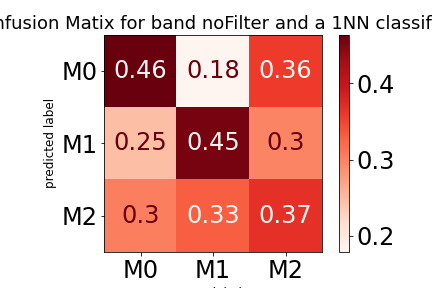 nfusion Matix for band noFilter and a 1NN classif
M0 0.46 0.18 0.36
M1 0.25 0.45 0.3
M2 0.3 0.33 0.37
M0 M1 M2
predicted label
0.4
0.3
0.2